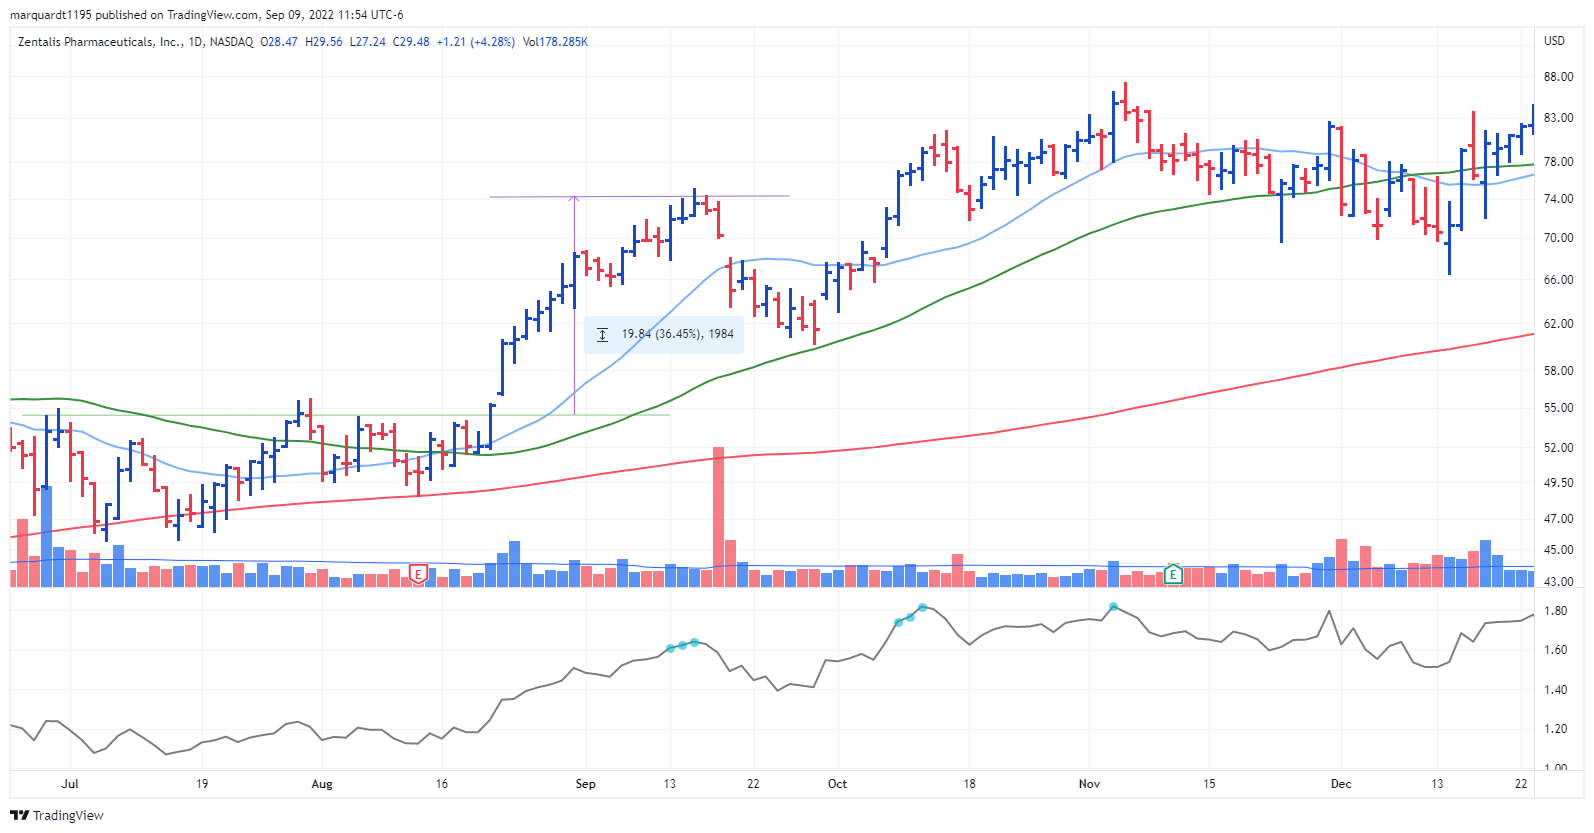 marquardt1195 published on TradingView.com, Sep 09, 2022 11:54 UTC-6
Zentalis Pharmaceuticals, Inc., 1D, NASDAQ O28.47 H29.56 L27.24 C29.48 +1.21 (+4.28%) Vol178.285K
USD
88.00
83.00
78.00
74.00
70.00
66.00
62.00
19.84 (36.45%), 1984
58.00
55.00
52.00
49.50
47.00
45.00
E
E
43.00
1.80
1.60
1.40
1.20
1.00
Jul 19 Aug 16 Sep 13 22 Oct 18 Nov 15 Dec 13 22
TradingView